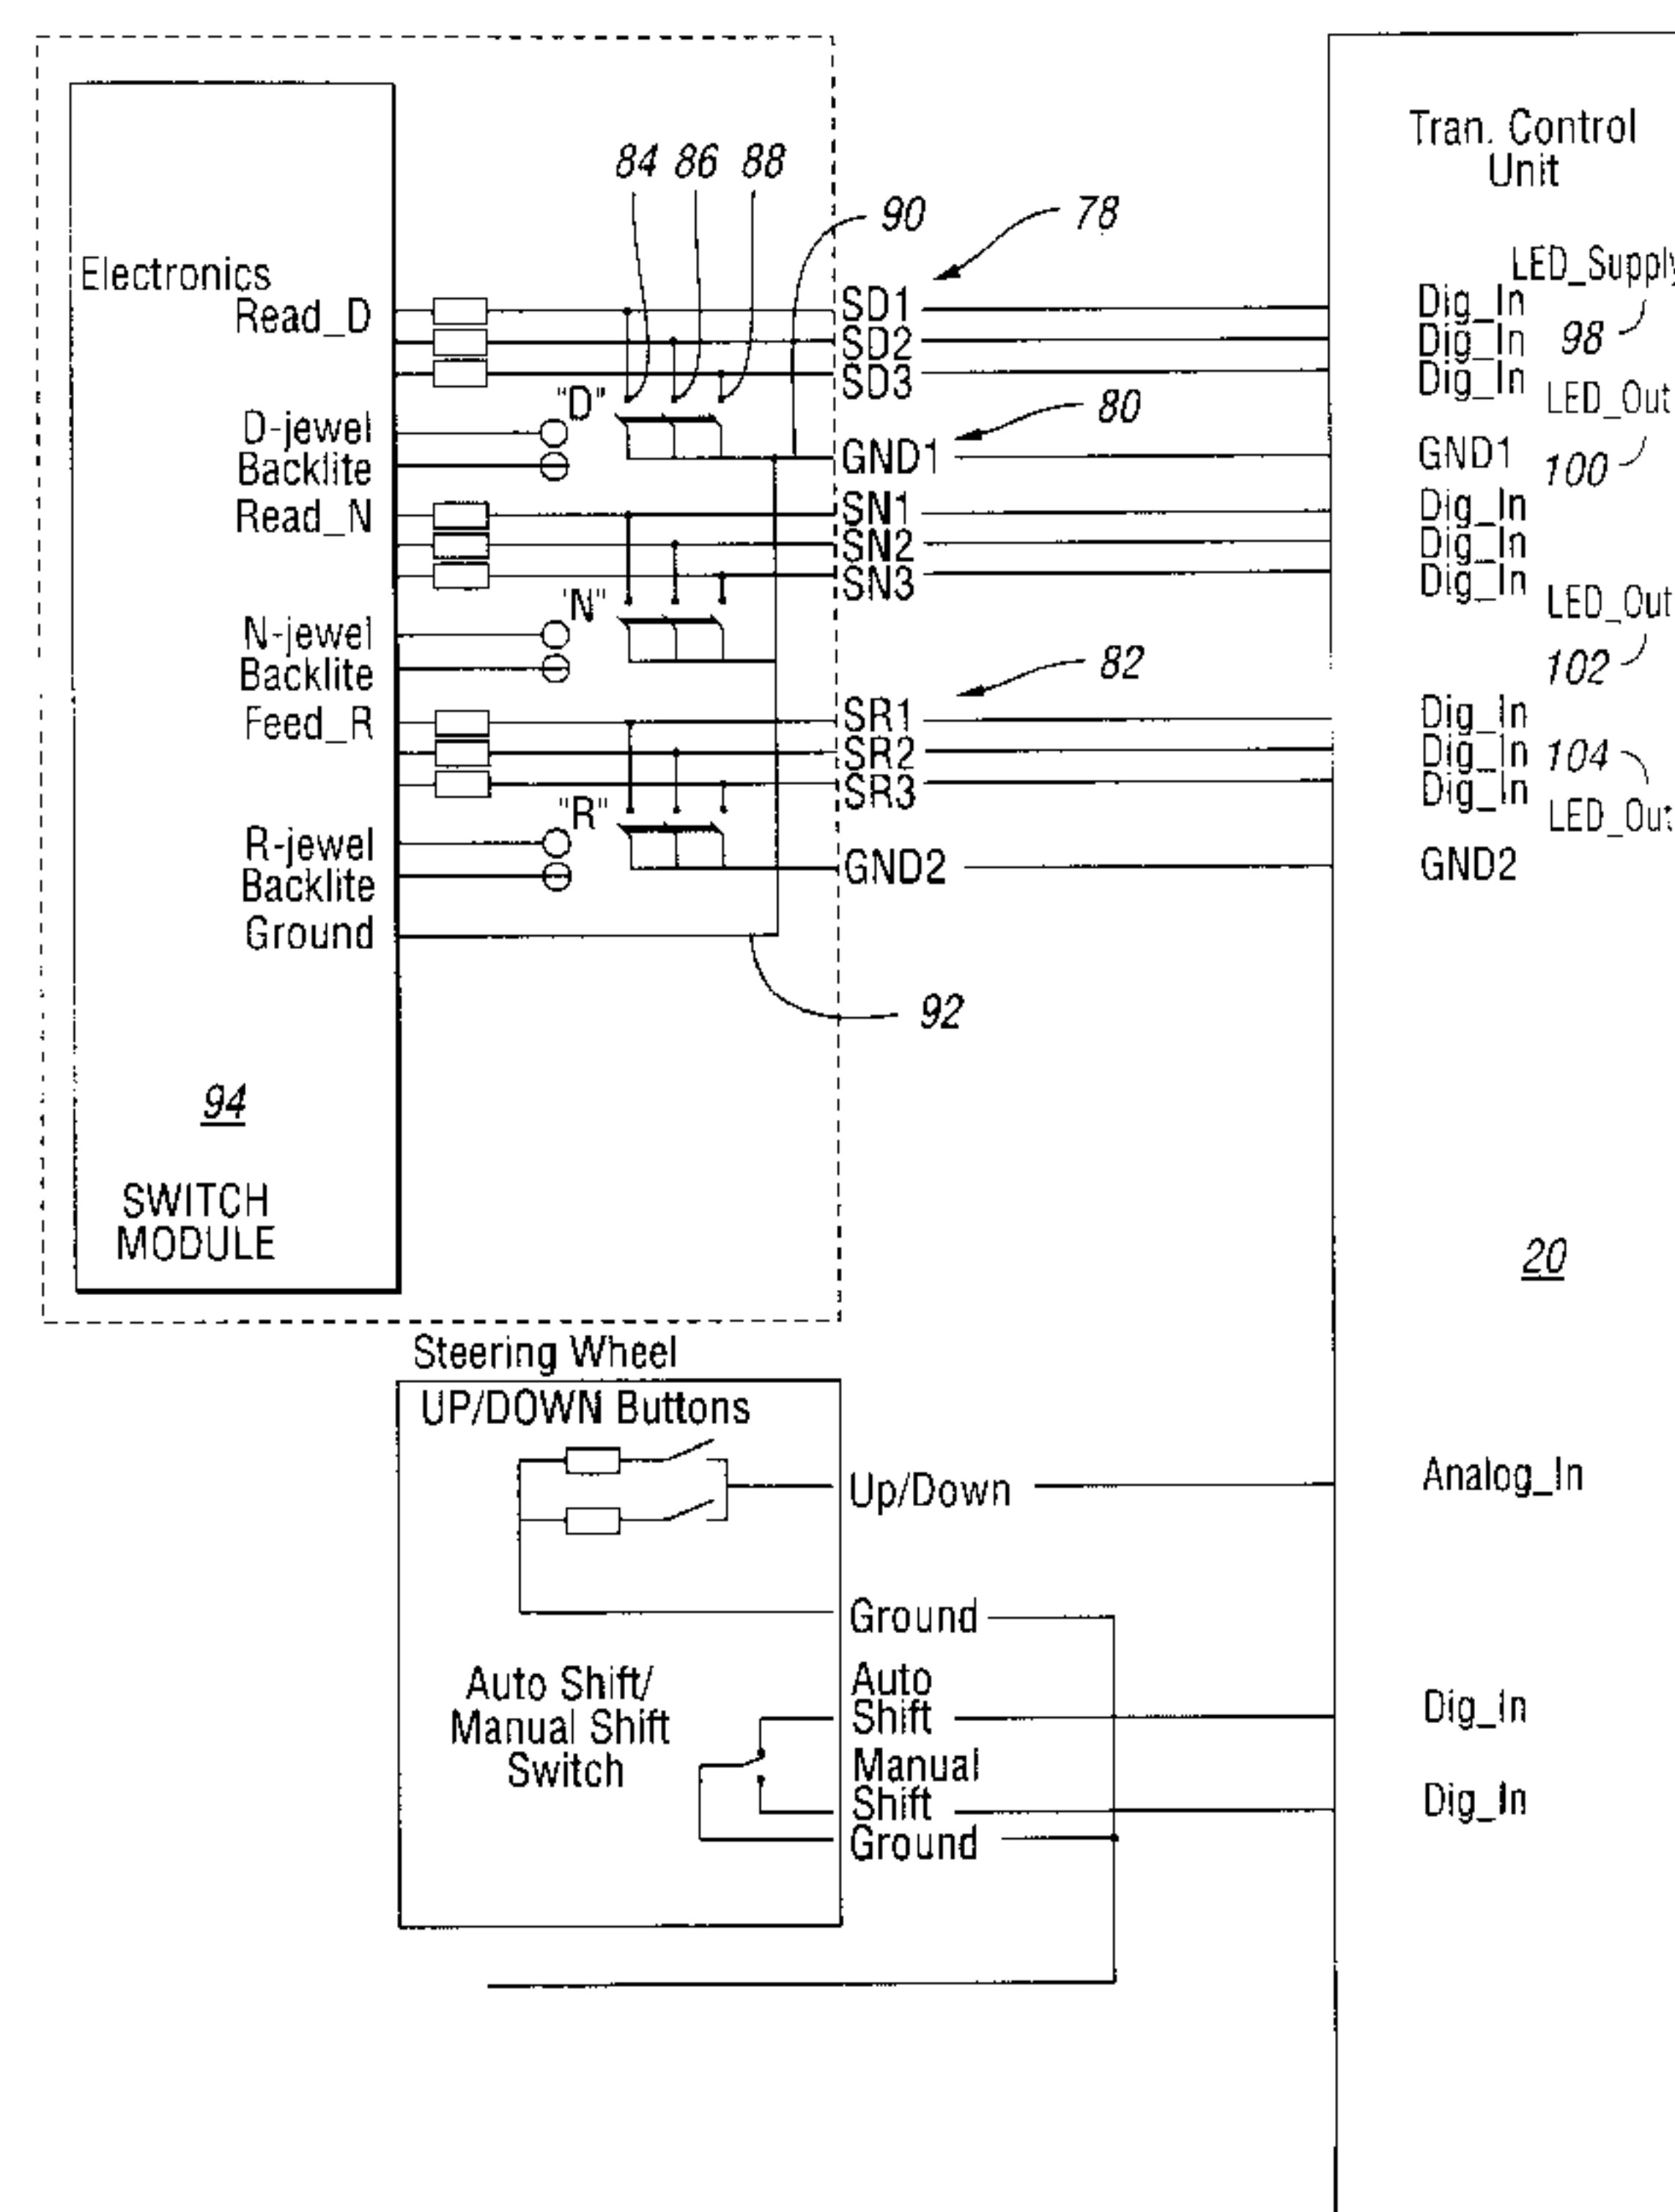 Tran. Control
Unit
84 86 88
90
78
Electronics
LED_Supply
Read_D
SD1
Dig_In
SD2
Dig_In
98
SD3
Dig_In
"D"
LED_Out
D-jewel
80
Backlite
GND1
GND1
100
Read_N
SN1
Dig_In
SN2
Dig_In
SN3
Dig_In
"N"
LED_Out
N-jewel
82
102
Backlite
Feed_R
SR1
Dig_In
SR2
Dig_In
104
SR3
Dig_In
"R"
LED_Out
R-jewel
Backlite
GND2
GND2
Ground
92
94
SWITCH
MODULE
20
Steering Wheel
UP/DOWN Buttons
Up/Down
Analog_In
Ground
Auto Shift/
Manual Shift
Switch
Auto
Shift
Dig_In
Manual
Shift
Dig_In
Ground